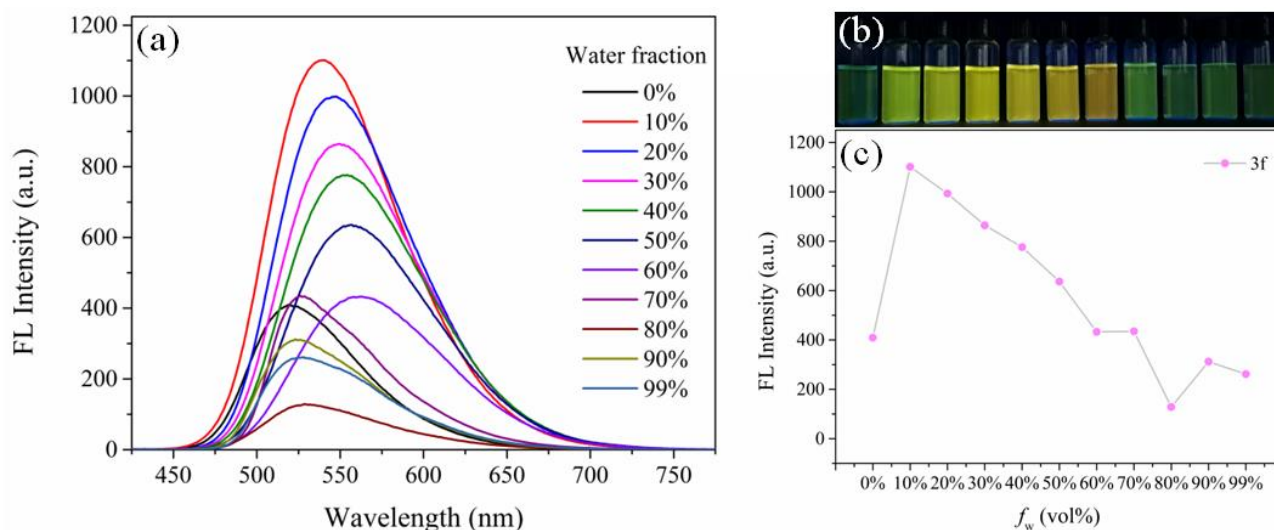 (a)
1200
1000
800
600
400
200
0
FL Intensity (a.u.)
450 500 550 600 650 700 750
Wavelength (nm)
Water fraction
0%
10%
20%
30%
40%
50%
60%
70%
80%
90%
99%
(b)
(c)
3f
1200
1000
800
600
400
200
0
FL Intensity (a.u.)
0% 10% 20% 30% 40% 50% 60% 70% 80% 90% 99%
fw (vol%)